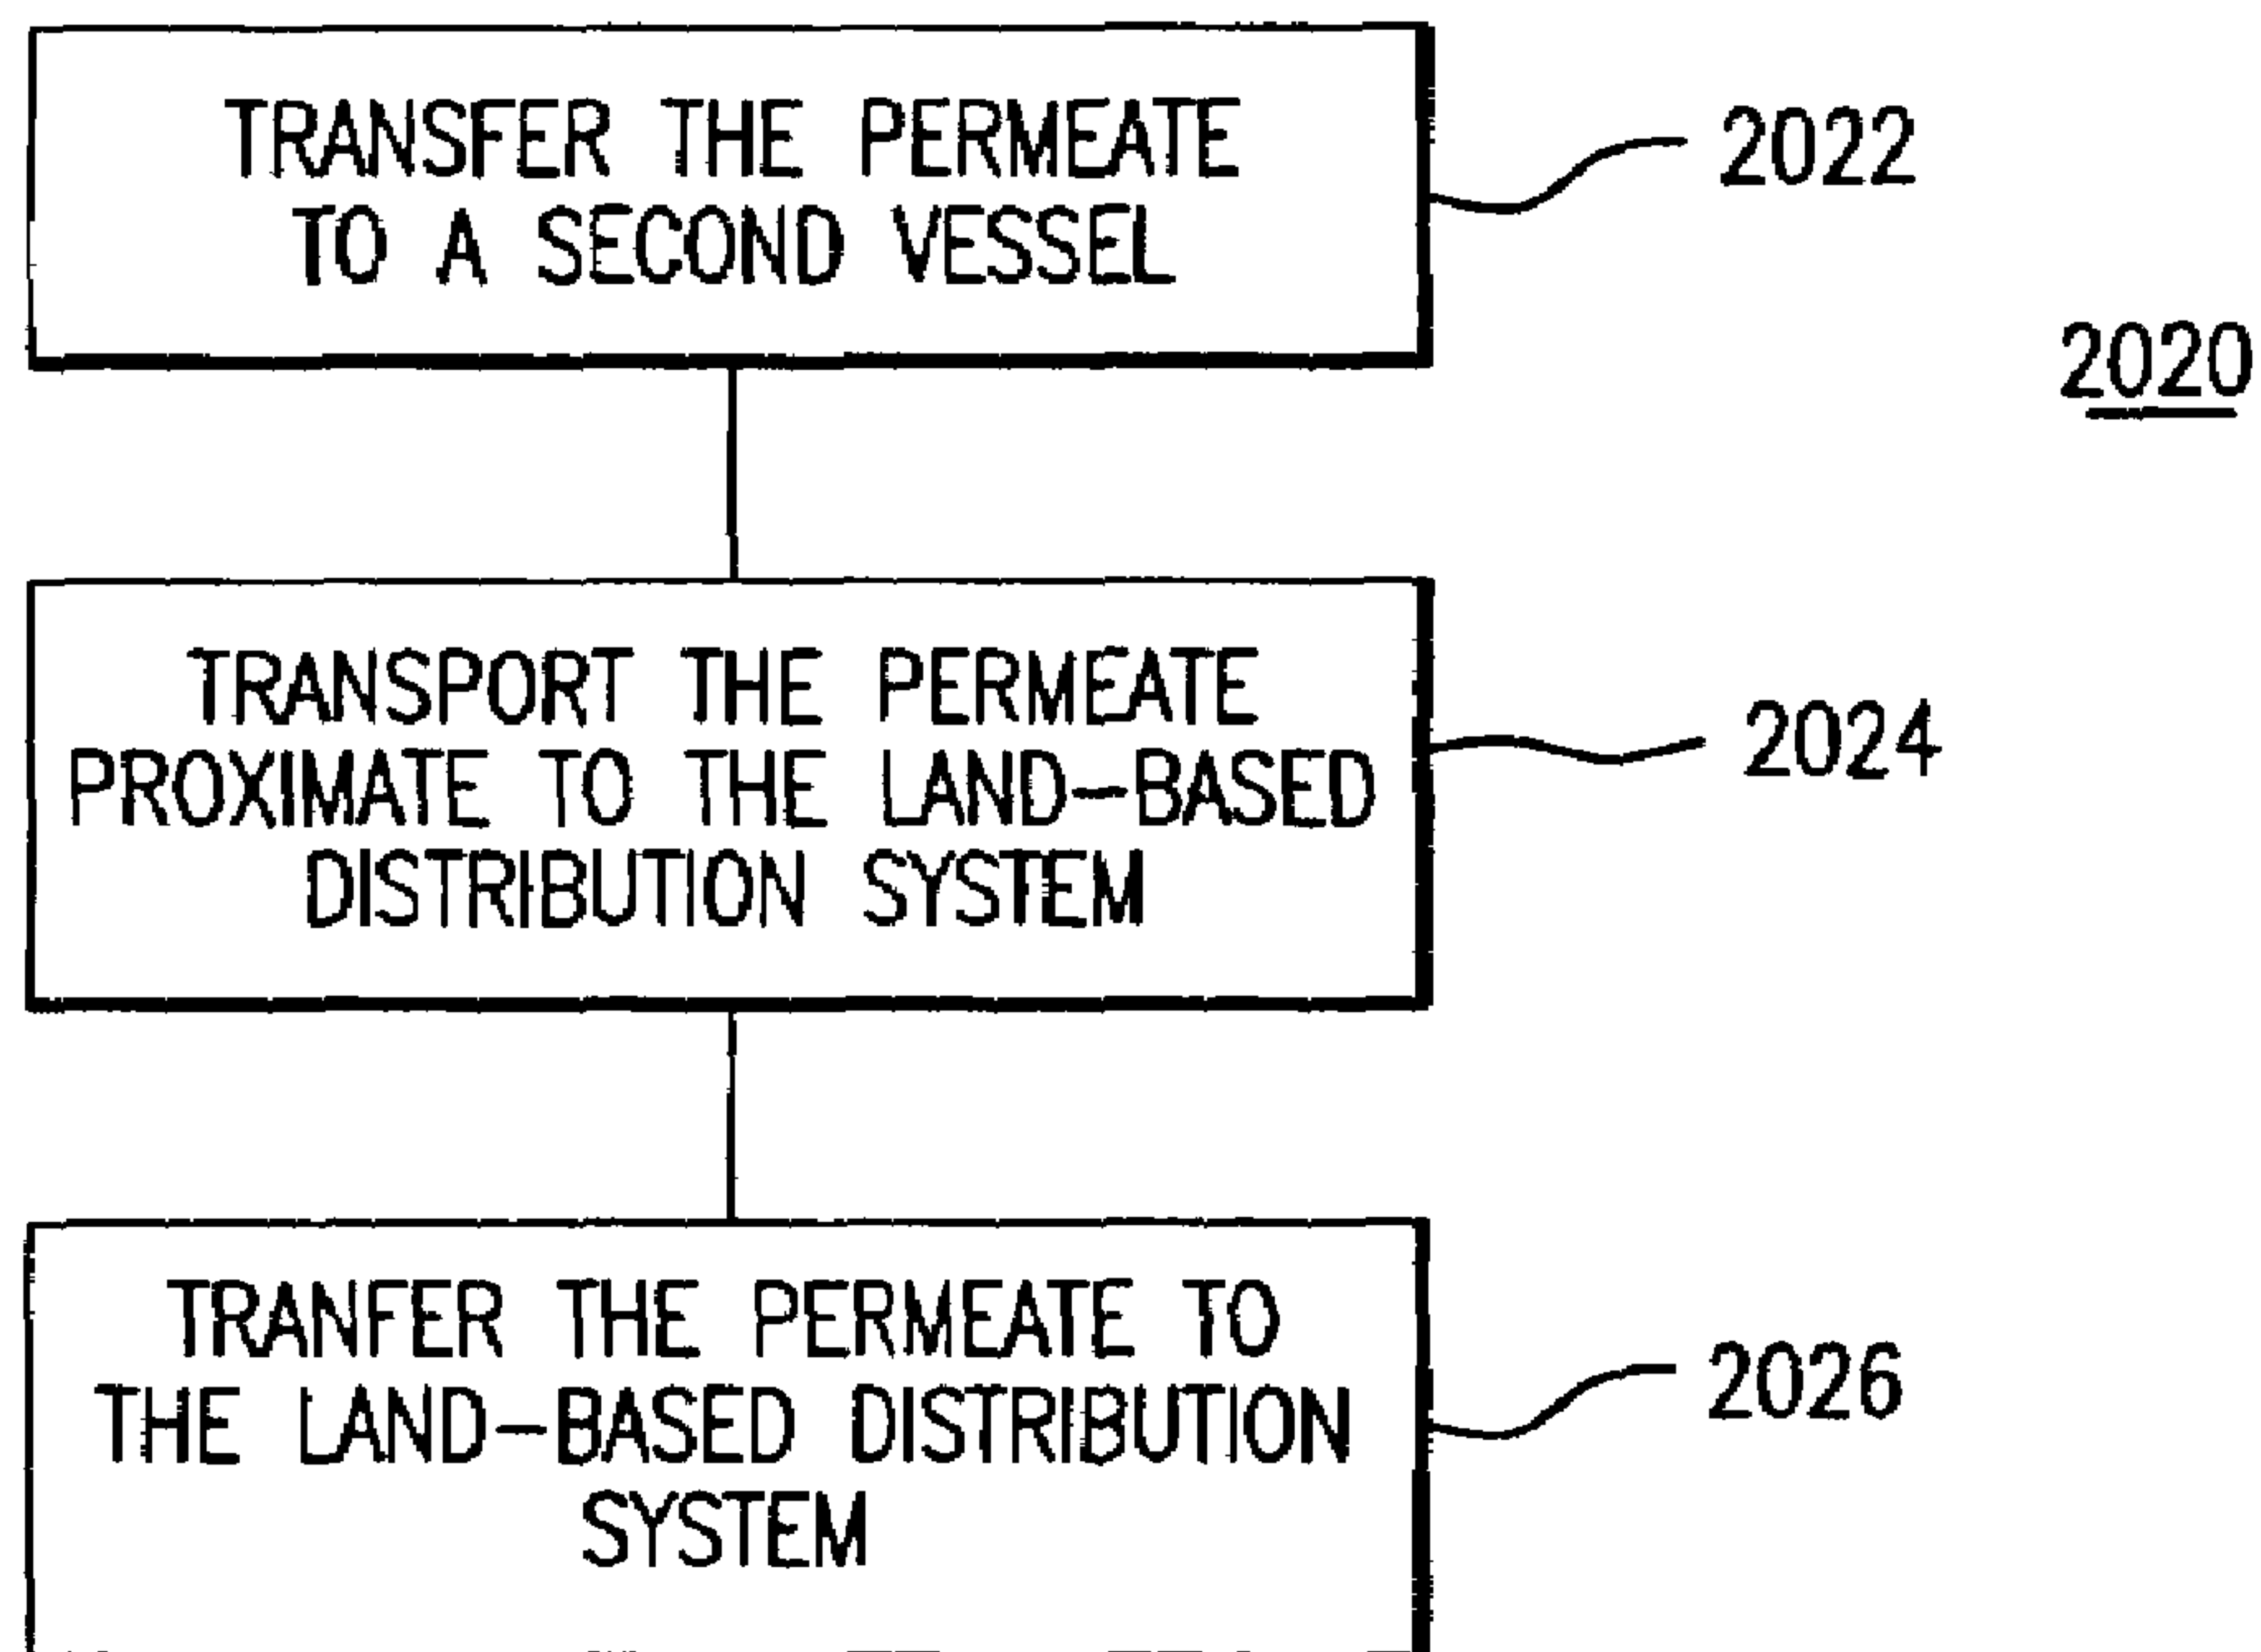 TRANSFER THE PERMEATE
TO A SECOND VESSEL
2022
2020
TRANSPORT THE PERMEATE
PROXIMATE TO THE LAND-BASED
DISTRIBUTION SYSTEM
2024
TRANFER THE PERMEATE TO
THE LAND-BASED DISTRIBUTION
SYSTEM
2026